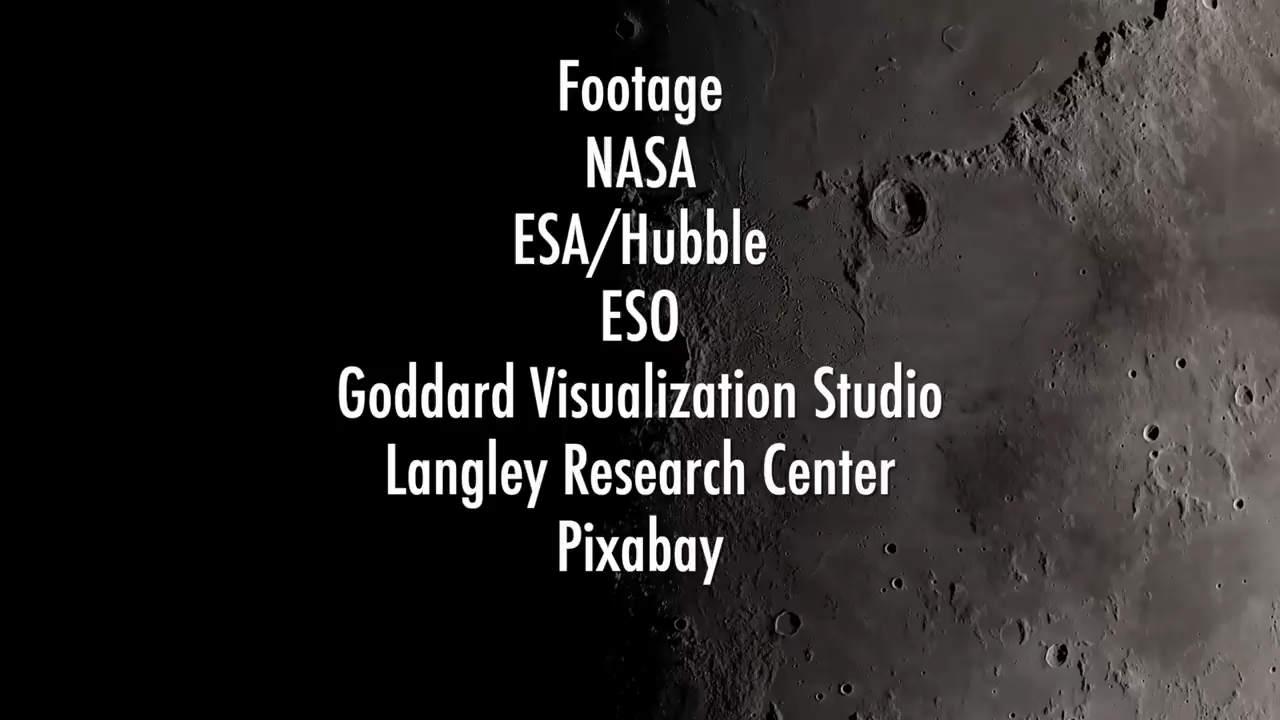 Footage
NASA
ESA/Hubble
ESO
Goddard Visualization Studio
Langley Research Center
Pixabay